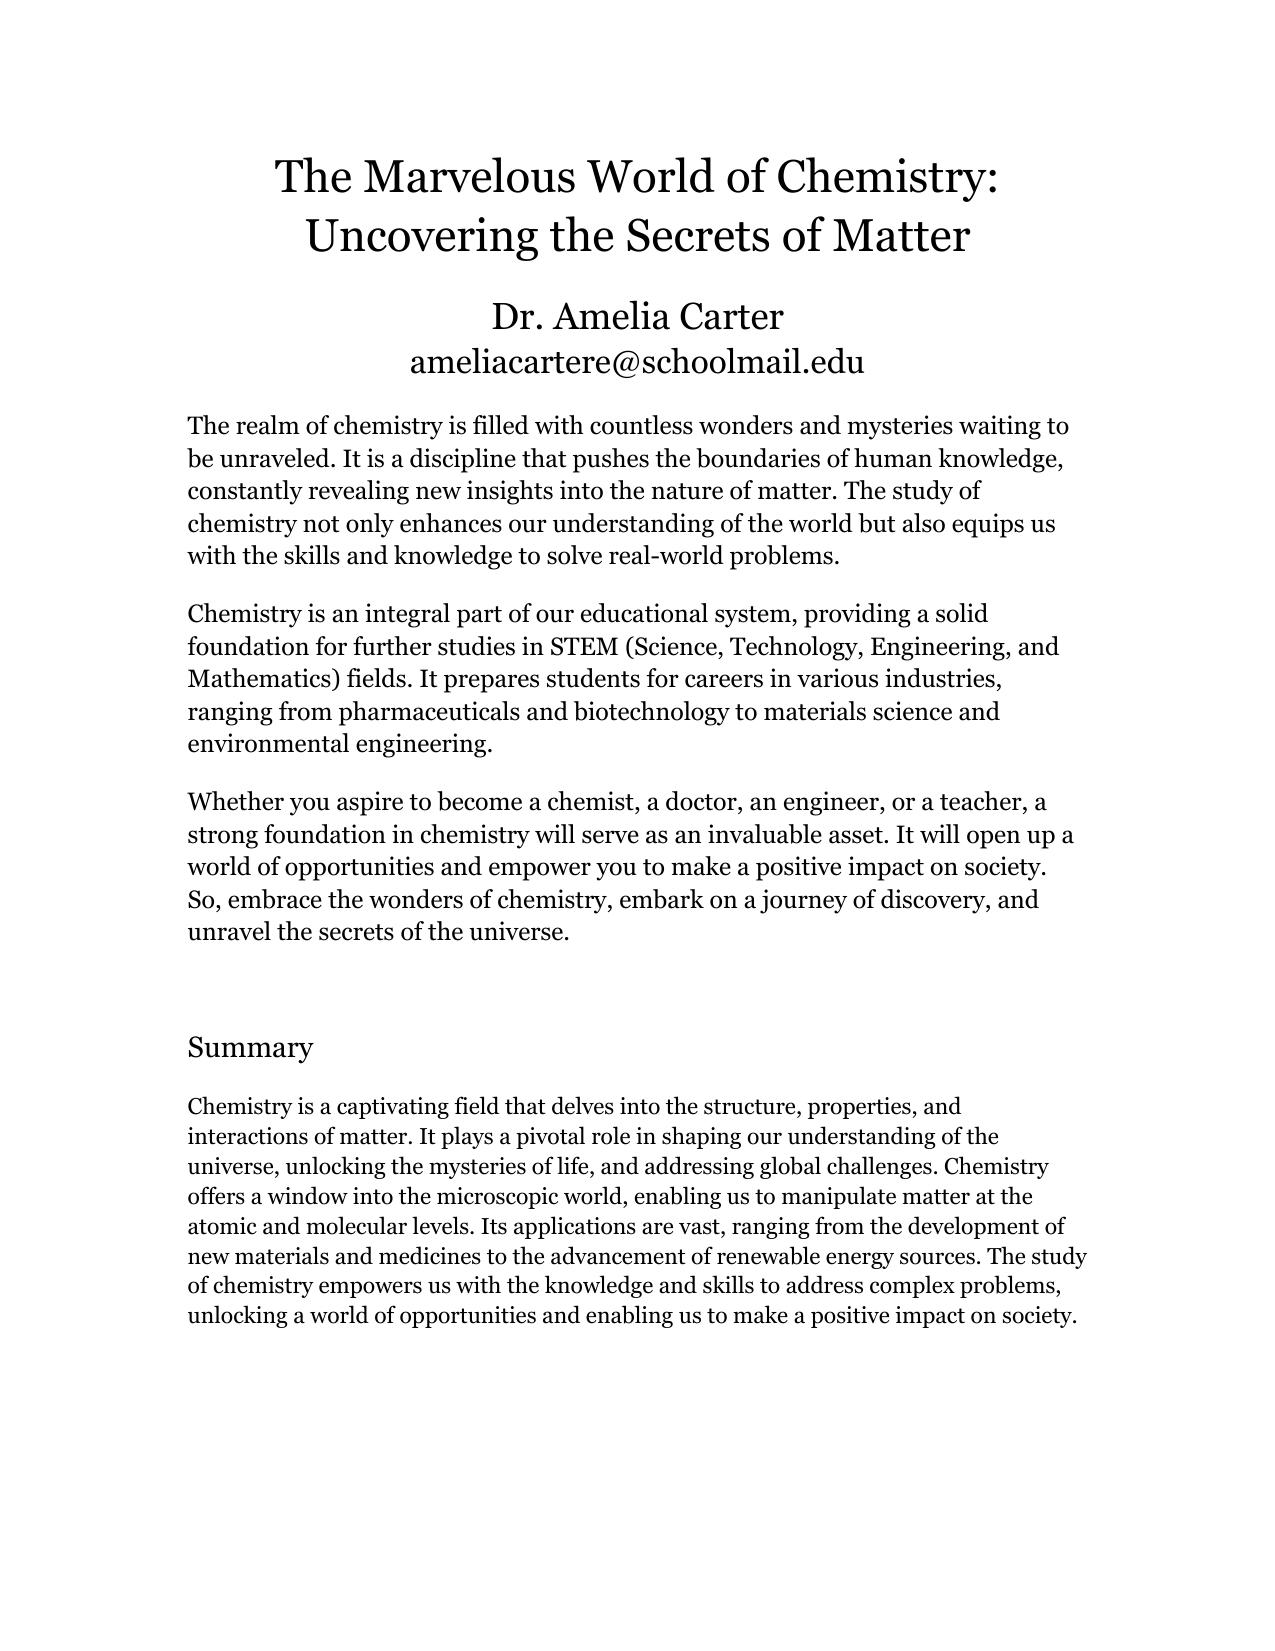 The Marvelous World of Chemistry:
Uncovering the Secrets of Matter
Dr. Amelia Carter
ameliacartere@schoolmail.edu
The realm of chemistry is filled with countless wonders and mysteries waiting to
be unraveled. It is a discipline that pushes the boundaries of human knowledge,
constantly revealing new insights into the nature of matter. The study of
chemistry not only enhances our understanding of the world but also equips us
with the skills and knowledge to solve real-world problems.
Chemistry is an integral part of our educational system, providing a solid
foundation for further studies in STEM (Science, Technology, Engineering, and
Mathematics) fields. It prepares students for careers in various industries,
ranging from pharmaceuticals and biotechnology to materials science and
environmental engineering.
Whether you aspire to become a chemist, a doctor, an engineer, or a teacher, a
strong foundation in chemistry will serve as an invaluable asset. It will open up a
world of opportunities and empower you to make a positive impact on society.
So, embrace the wonders of chemistry, embark on a journey of discovery, and
unravel the secrets of the universe.
Summary
Chemistry is a captivating field that delves into the structure, properties, and
interactions of matter. It plays a pivotal role in shaping our understanding of the
universe, unlocking the mysteries of life, and addressing global challenges. Chemistry
offers a window into the microscopic world, enabling us to manipulate matter at the
atomic and molecular levels. Its applications are vast, ranging from the development of
new materials and medicines to the advancement of renewable energy sources. The study
of chemistry empowers us with the knowledge and skills to address complex problems,
unlocking a world of opportunities and enabling us to make a positive impact on society.